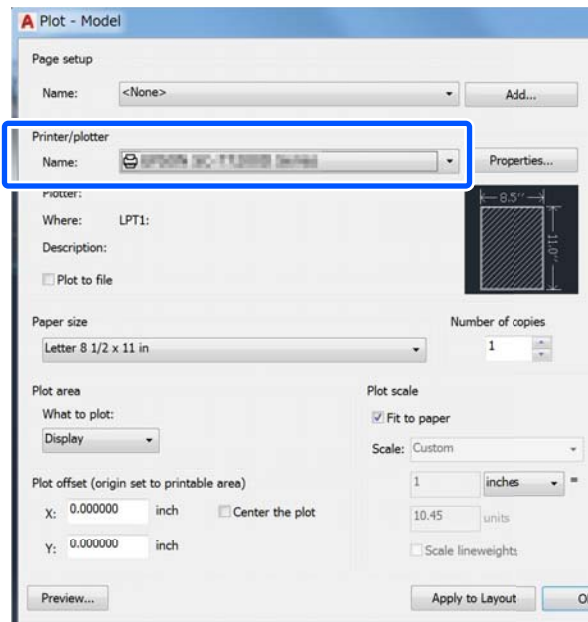 A Plot - Model
Page setup
Name: <None> Add...
Printer/plotter
Name: Properties...
Plotter:
Where: LPT1:
Description:
Plot to file
8.5''
11.0''
Paper size
Letter 8 1/2 x 11 in
Number of copies
1
Plot area
What to plot:
Display
Plot scale
Fit to paper
Scale: Custom
1 inches =
10.45 units
Scale lineweights
Plot offset (origin set to printable area)
X: 0.000000 inch Center the plot
Y: 0.000000 inch
Preview... Apply to Layout